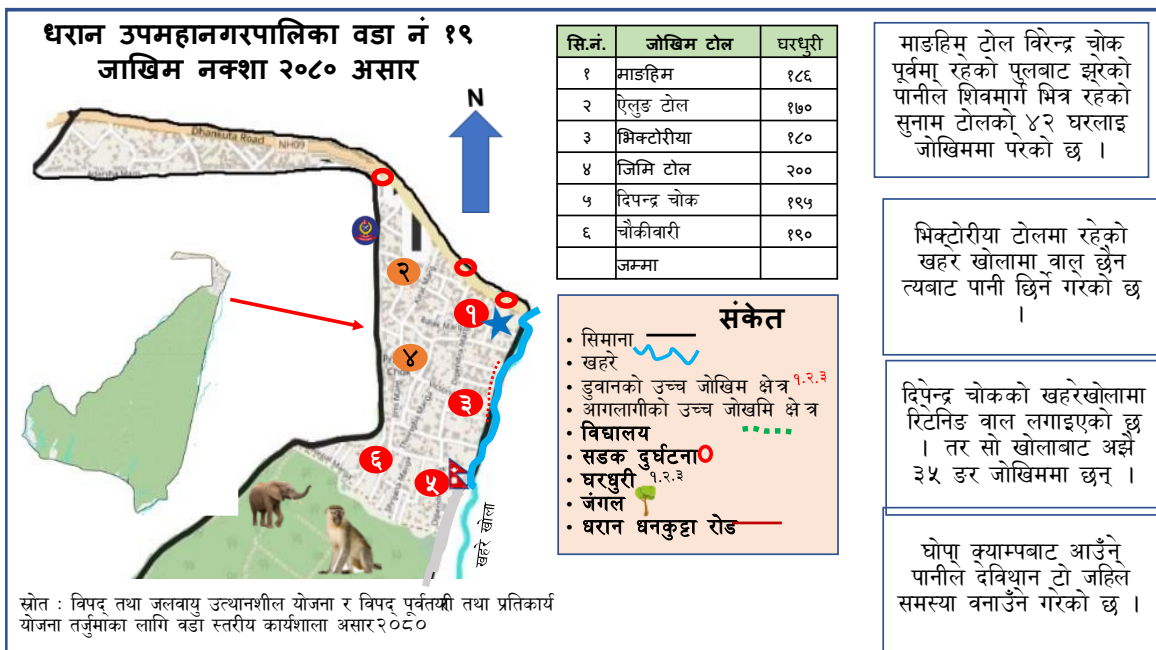 धरान उपमहानगरपालिका वडा नं १९
जाखिम नक्शा २०८० असार
N
Dhankuta Road
NH09
१
२
३
४
५
६
खहरे खोला
सि.नं. जोखिम टोल घरधुरी
१ माङहिम १८६
२ ऐलुङ टोल १७०
३ भिक्टोरीया १८०
४ जिमि टोल २००
५ दिपन्द्र चोक १९५
६ चौकीवारी १९०
जम्मा
संकेत
• सिमाना
• खहरे
• डुवानको उच्च जोखिम क्षेत्र १.२.३
• आगलागीको उच्च जोखमि क्षेत्र
• विद्यालय
• सडक दुर्घटना
• घरधुरी १.२.३
• जंगल
• धरान धनकुट्टा रोड
माङहिम् टोल विरेन्द्र चोक
पूर्वमा रहेको पुलबाट झरेको
पानीले शिवमार्ग भित्र रहेको
सुनाम टोलको ४२ घरलाइ
जोखिममा परेको छ ।
भिक्टोरीया टोलमा रहेको
खहरे खोलामा वाल छैन
त्यबाट पानी छिर्ने गरेको छ
।
दिपेन्द्र चोकको खहरेखोलामा
रिटनिङ वाल लगाइएको छ
। तर सो खोलाबाट अझै
३५ ङर जोखिममा छन् ।
घोपा क्याम्पबाट आउँने
पानीले देविथान टो जहिल
समस्या वनाउँने गरेको छ ।
स्रोत : विपद् तथा जलवायु उत्थानशील योजना र विपद् पूर्वतयारी तथा प्रतिकार्य
योजना तर्जुमाका लागि वडा स्तरीय कार्यशाला असार२०८०